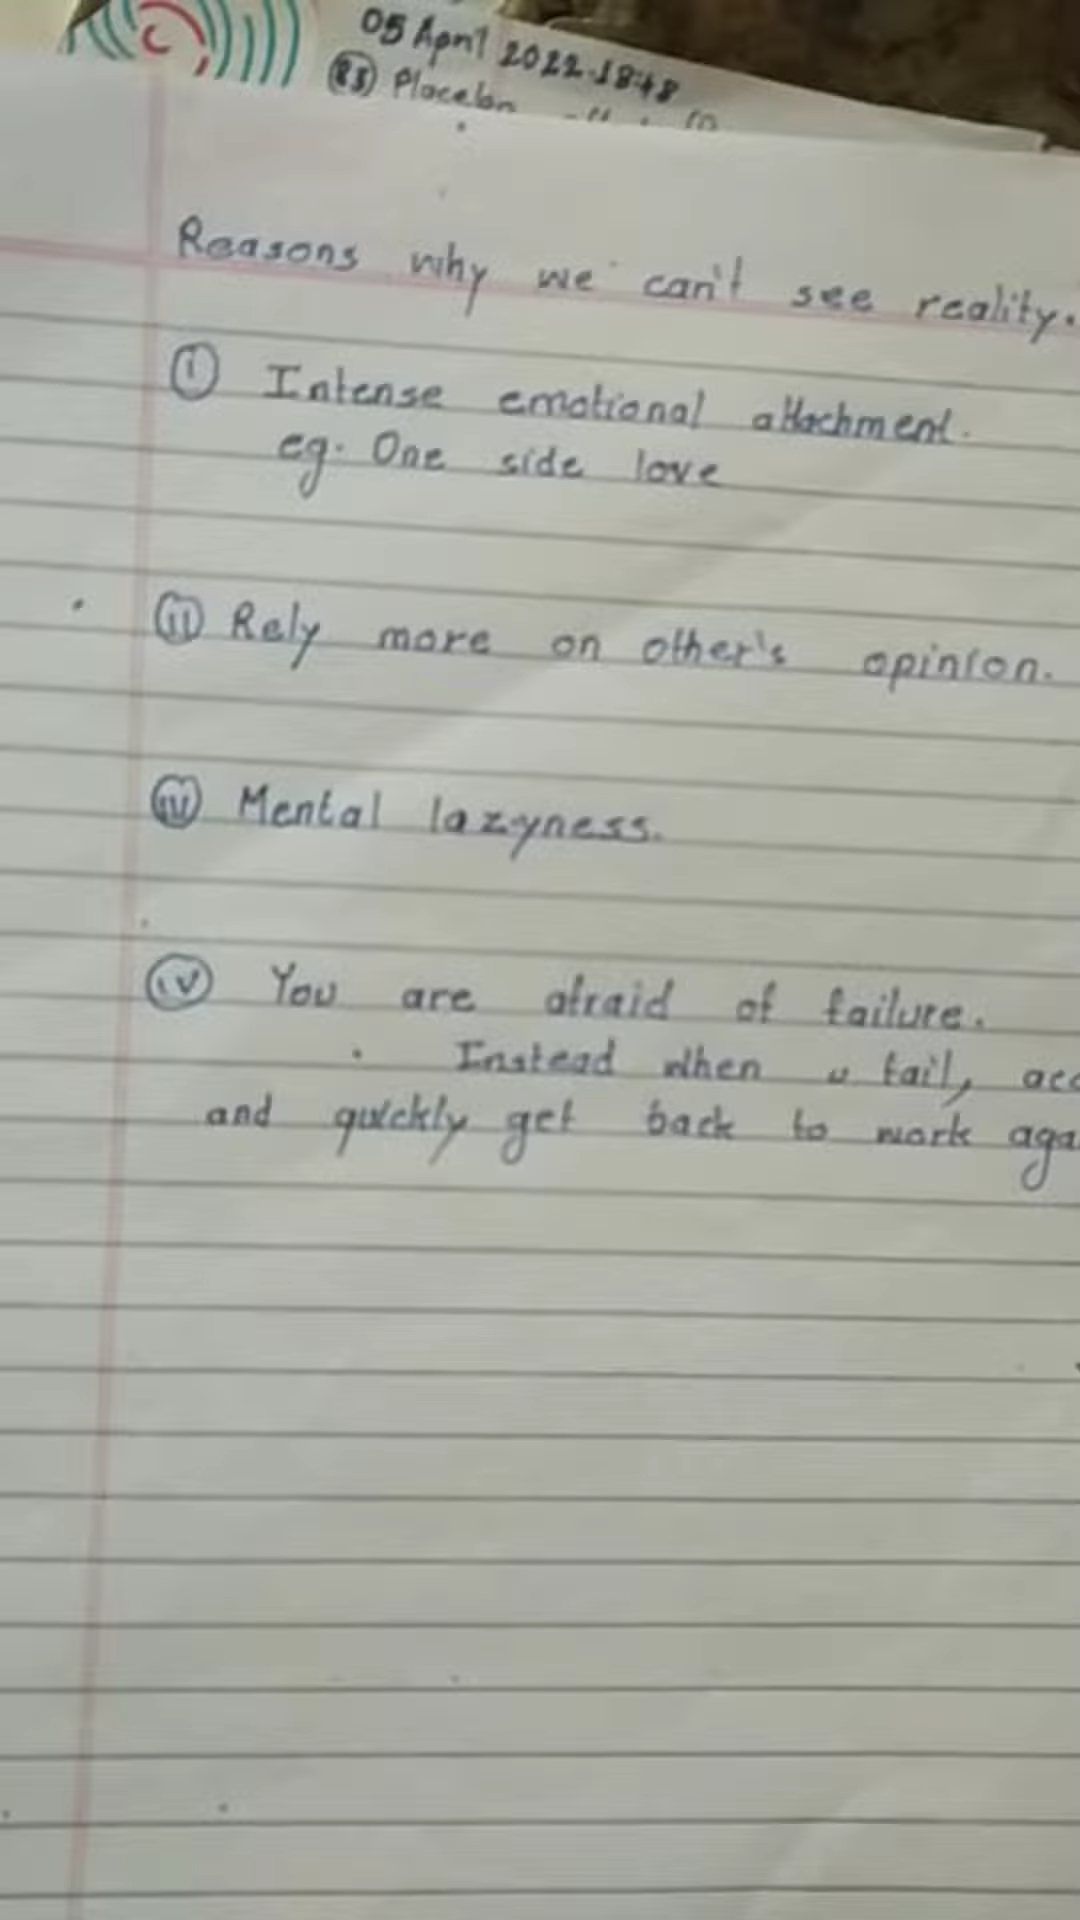 05 April 2022 18:48
Reasons why we can't see reality.
(i) Intense emotional attachment.
eg. One side love
(ii) Rely more on other's opinion.
(iii) Mental lazyness.
(iv) You are afraid of failure.
Instead when u fail,
and quickly get back to work